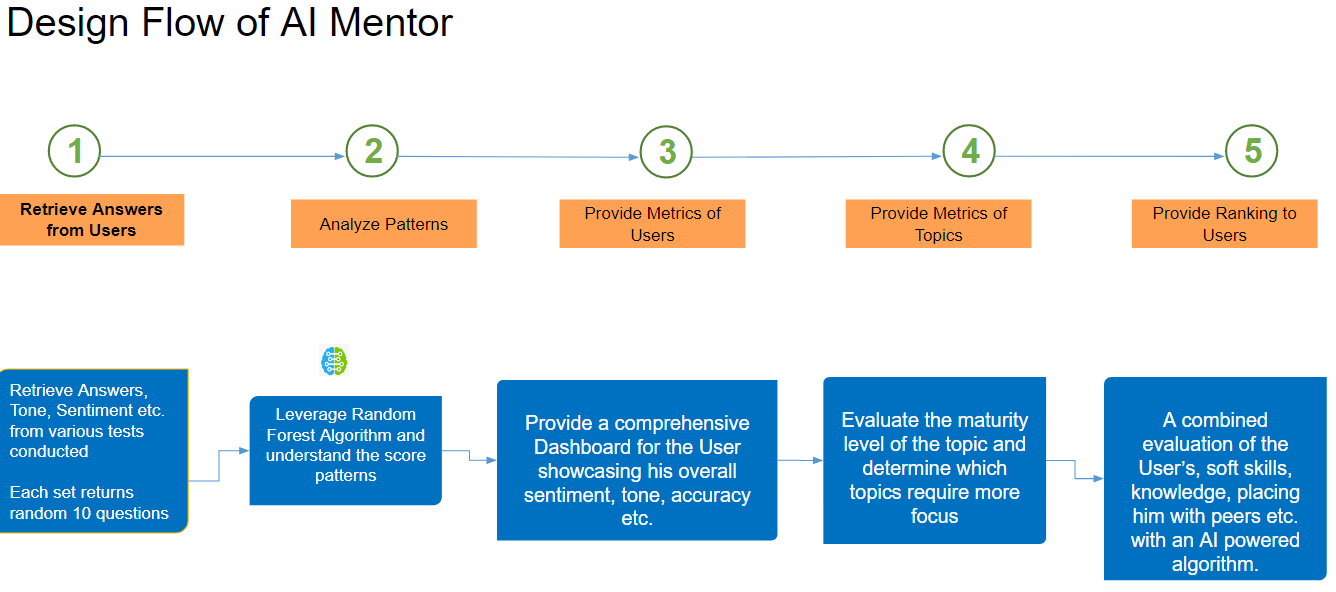 Design Flow of AI Mentor
1
2
3
4
5
Retrieve Answers
from Users
Analyze Patterns
Provide Metrics of
Users
Provide Metrics of
Topics
Provide Ranking to
Users
Retrieve Answers,
Tone, Sentiment etc.
from various tests
conducted
Each set returns
random 10 questions
Leverage Random
Forest Algorithm and
understand the score
patterns
Provide a comprehensive
Dashboard for the User
showcasing his overall
sentiment, tone, accuracy
etc.
Evaluate the maturity
level of the topic and
determine which
topics require more
focus
A combined
evaluation of the
User’s, soft skills,
knowledge, placing
him with peers etc.
with an AI powered
algorithm.